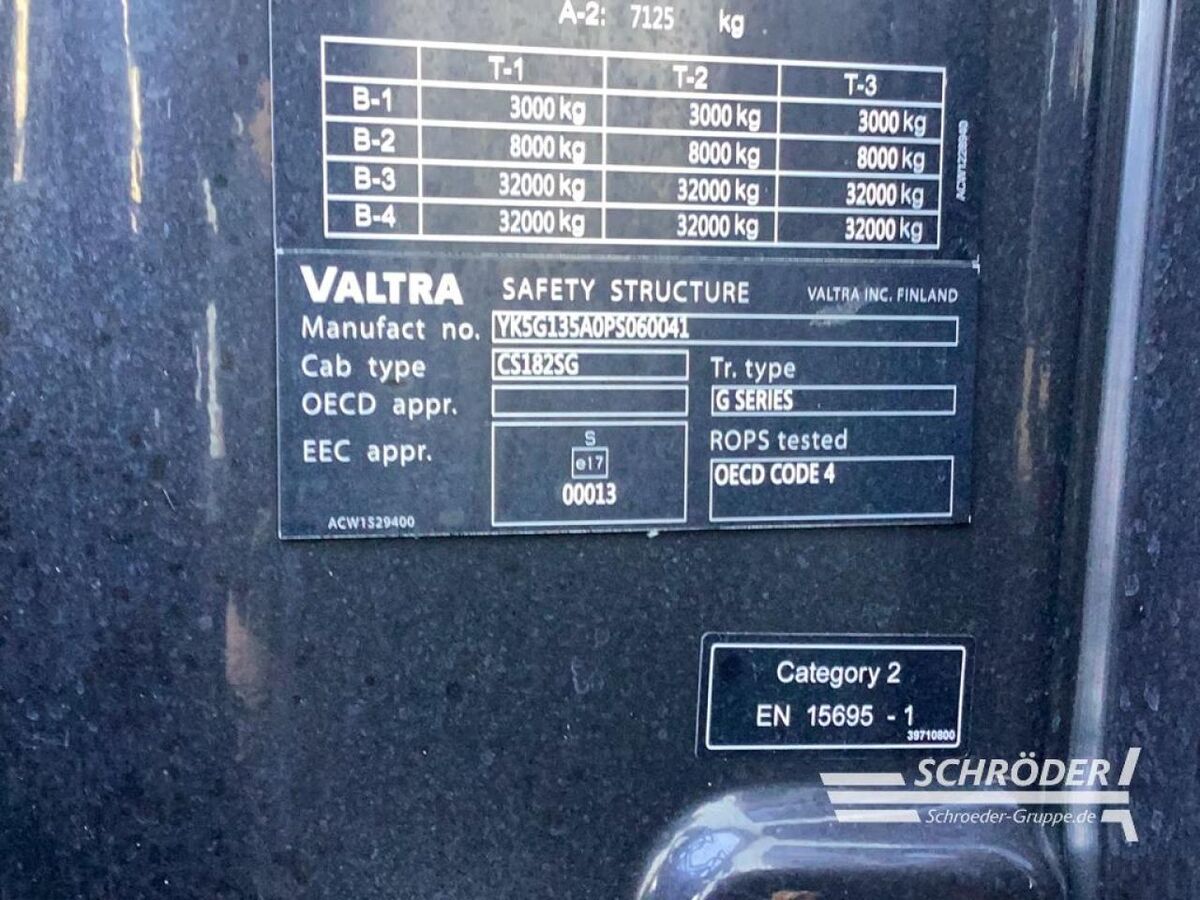 A-2: 7125 kg
T-1 T-2 T-3
B-1 3000 kg 3000 kg 3000 kg
B-2 8000 kg 8000 kg 8000 kg
B-3 32000 kg 32000 kg 32000 kg
B-4 32000 kg 32000 kg 32000 kg
ACW1228940
VALTRA SAFETY STRUCTURE VALTRA INC. FINLAND
Manufact no. YK5G135A0PS060041
Cab type CS182SG Tr. type
OECD appr. G SERIES
EEC appr. S ROPS tested
e17 OECD CODE 4
00013
ACW1529400
Category 2
EN 15695 - 1
39710800
SCHRÖDER
Schroeder-Gruppe.de